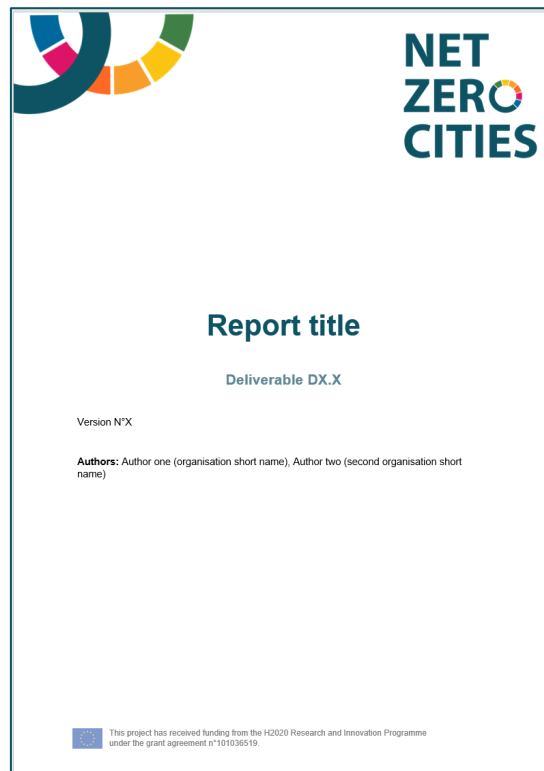 NET
ZERO
CITIES
Report title
Deliverable DX.X
Version N°X
Authors: Author one (organisation short name), Author two (second organisation short
name)
This project has received funding from the H2020 Research and Innovation Programme
under the grant agreement n°101036519.